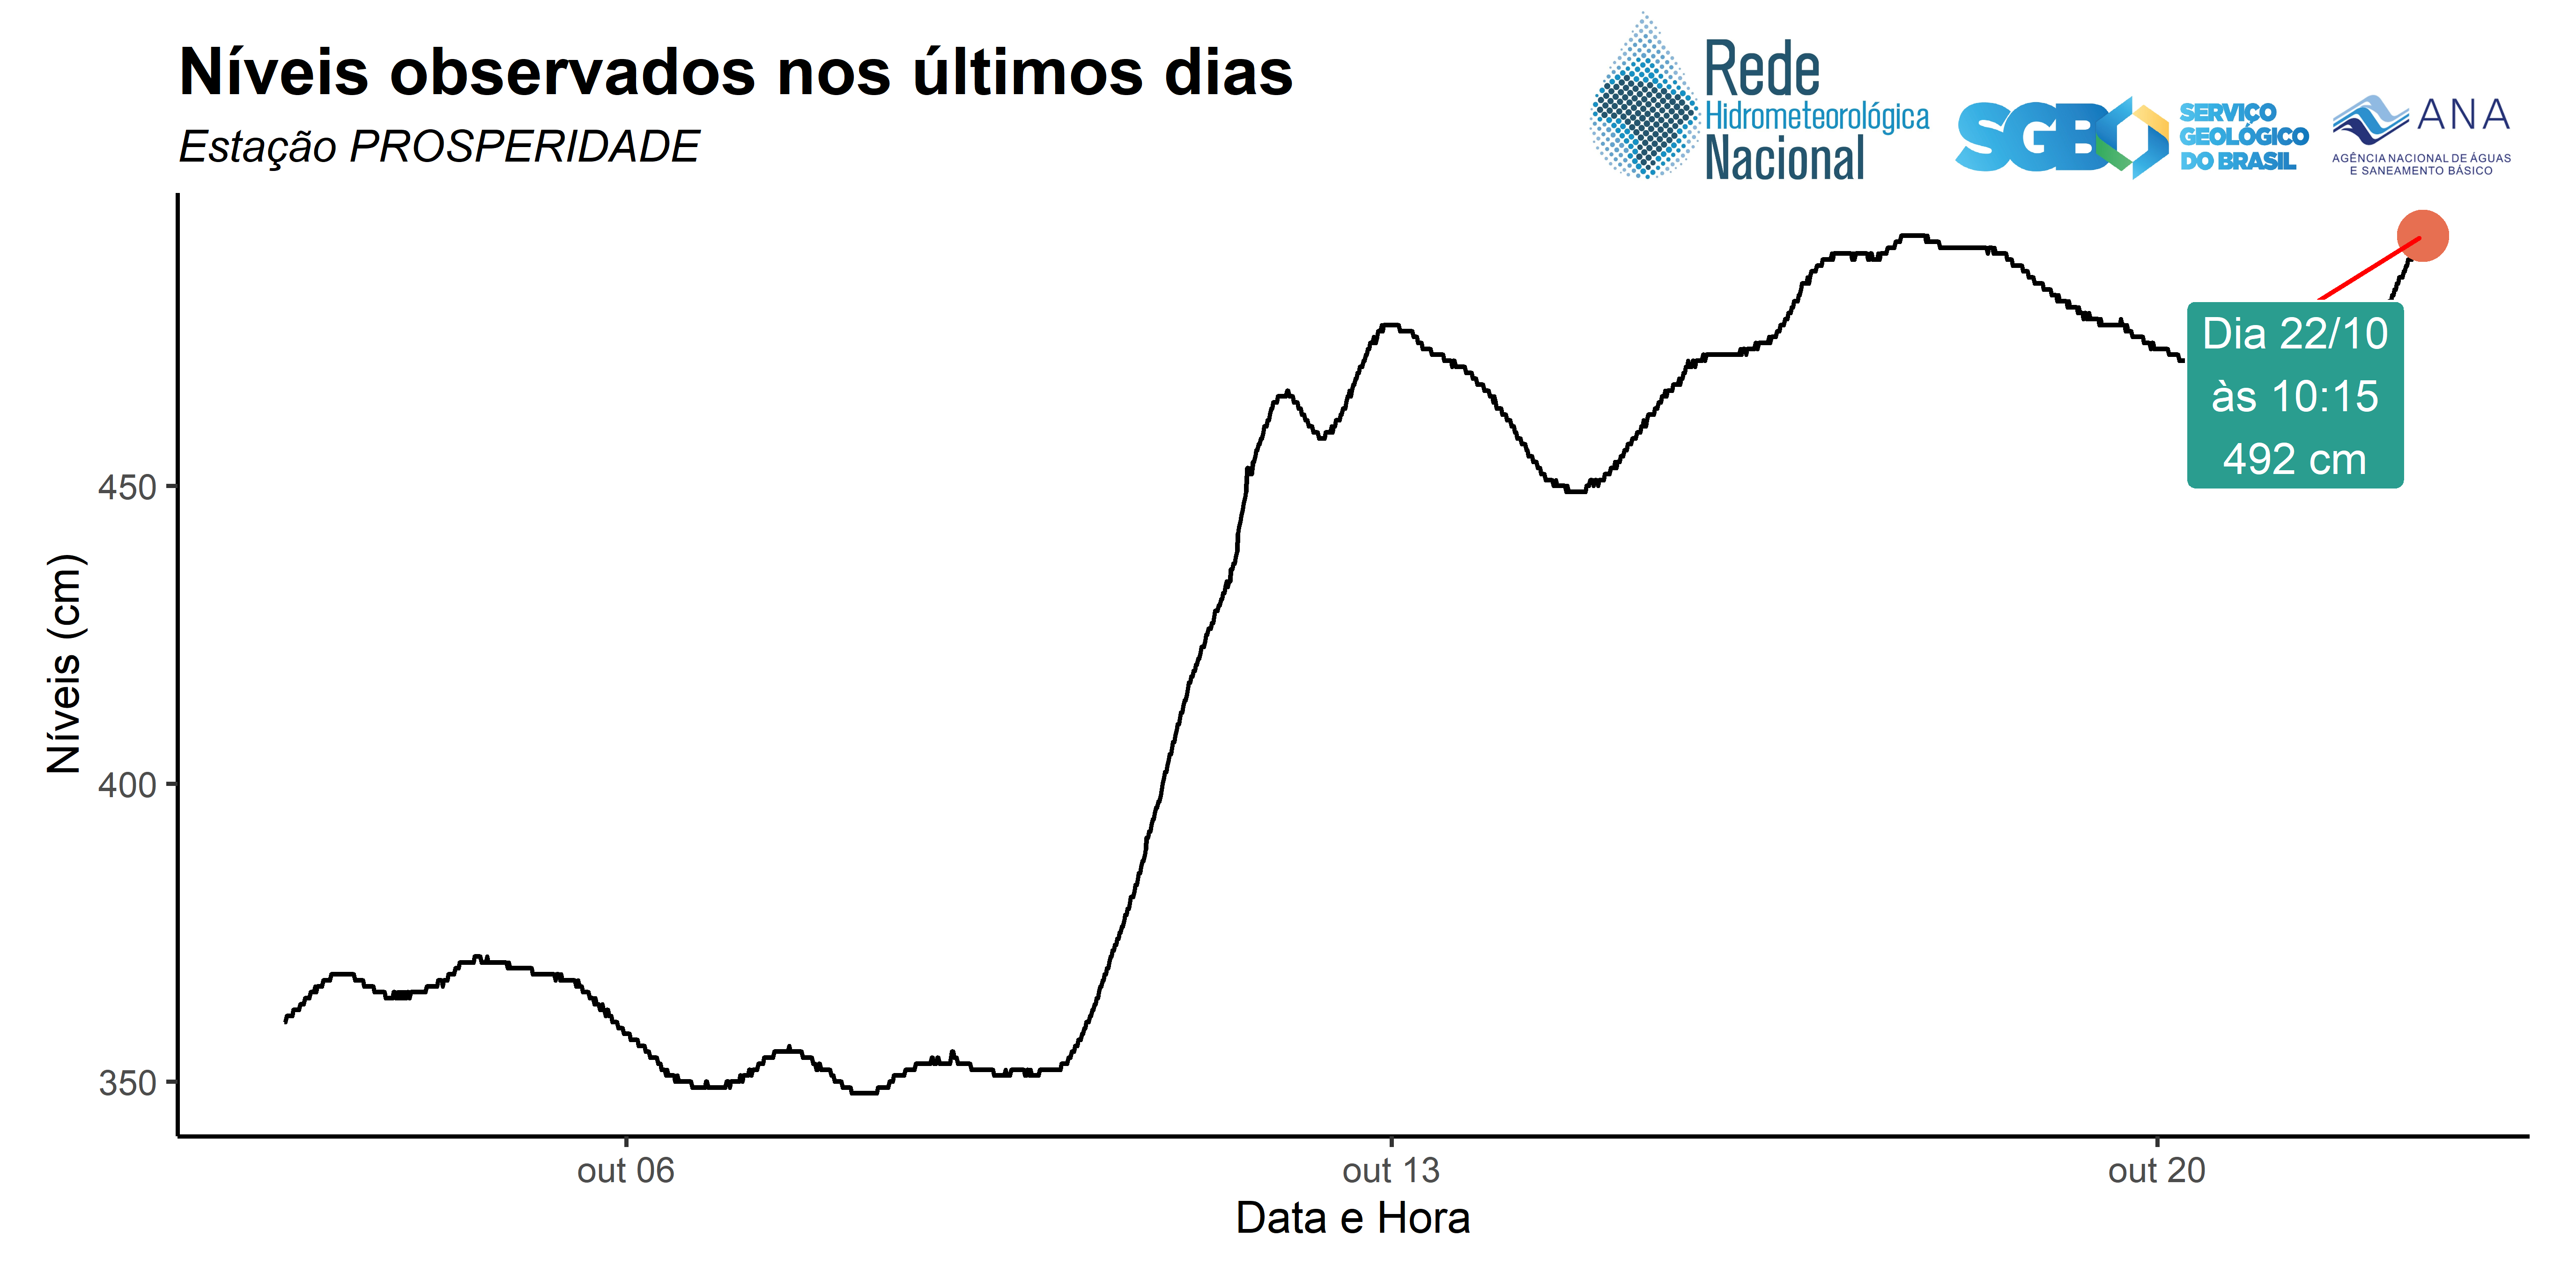 Níveis observados nos últimos dias
Estação PROSPERIDADE
Rede
Hidrometeorológica
Nacional
SGB
SERVIÇO
GEOLÓGICO
DO BRASIL
ANA
AGÊNCIA NACIONAL DE ÁGUAS
E SANEAMENTO BÁSICO
Dia 22/10
às 10:15
492 cm
Níveis (cm)
450
400
350
out 06
out 13
out 20
Data e Hora